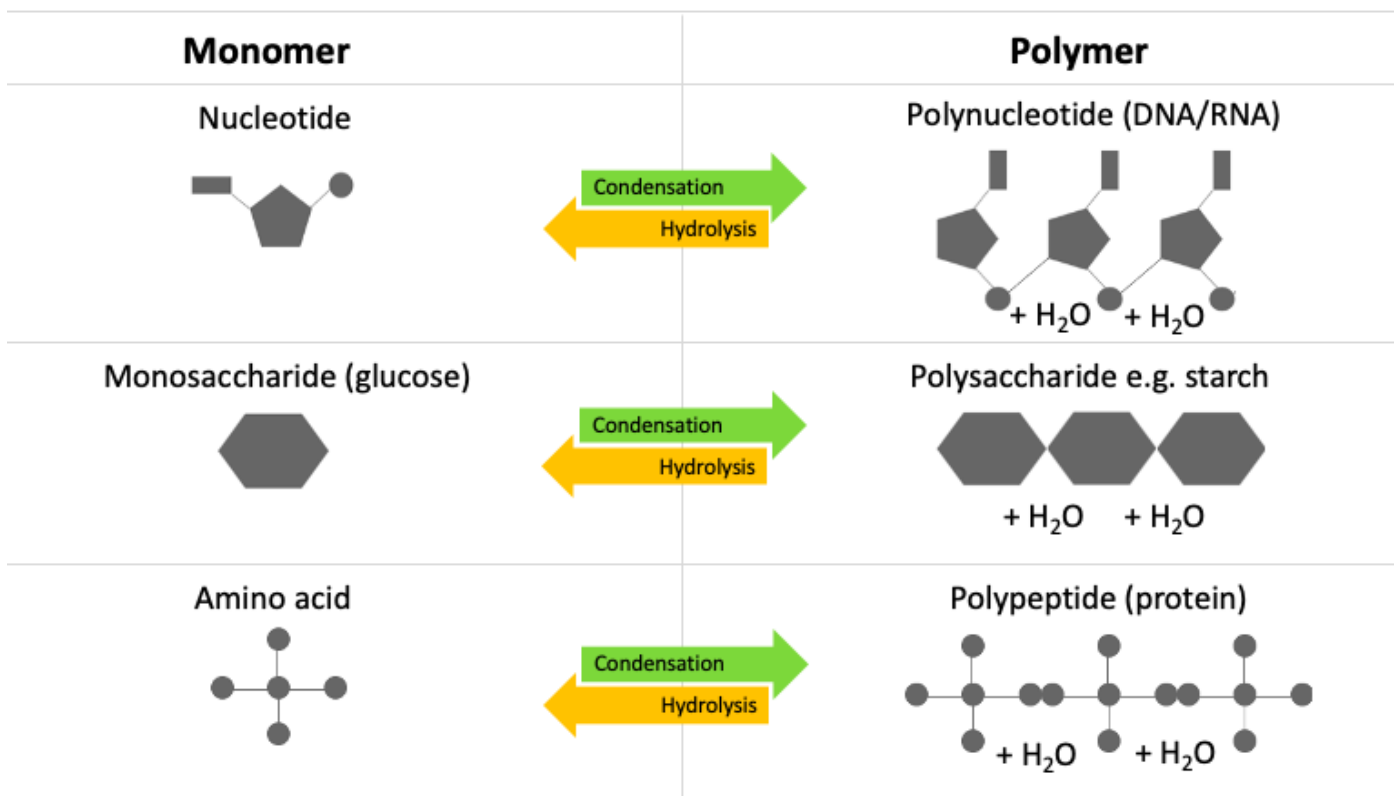 Monomer
Polymer
Nucleotide
Polynucleotide (DNA/RNA)
Condensation
Hydrolysis
+ H₂O + H₂O
Monosaccharide (glucose)
Polysaccharide e.g. starch
Condensation
Hydrolysis
+ H₂O + H₂O
Amino acid
Polypeptide (protein)
Condensation
Hydrolysis
+ H₂O + H₂O